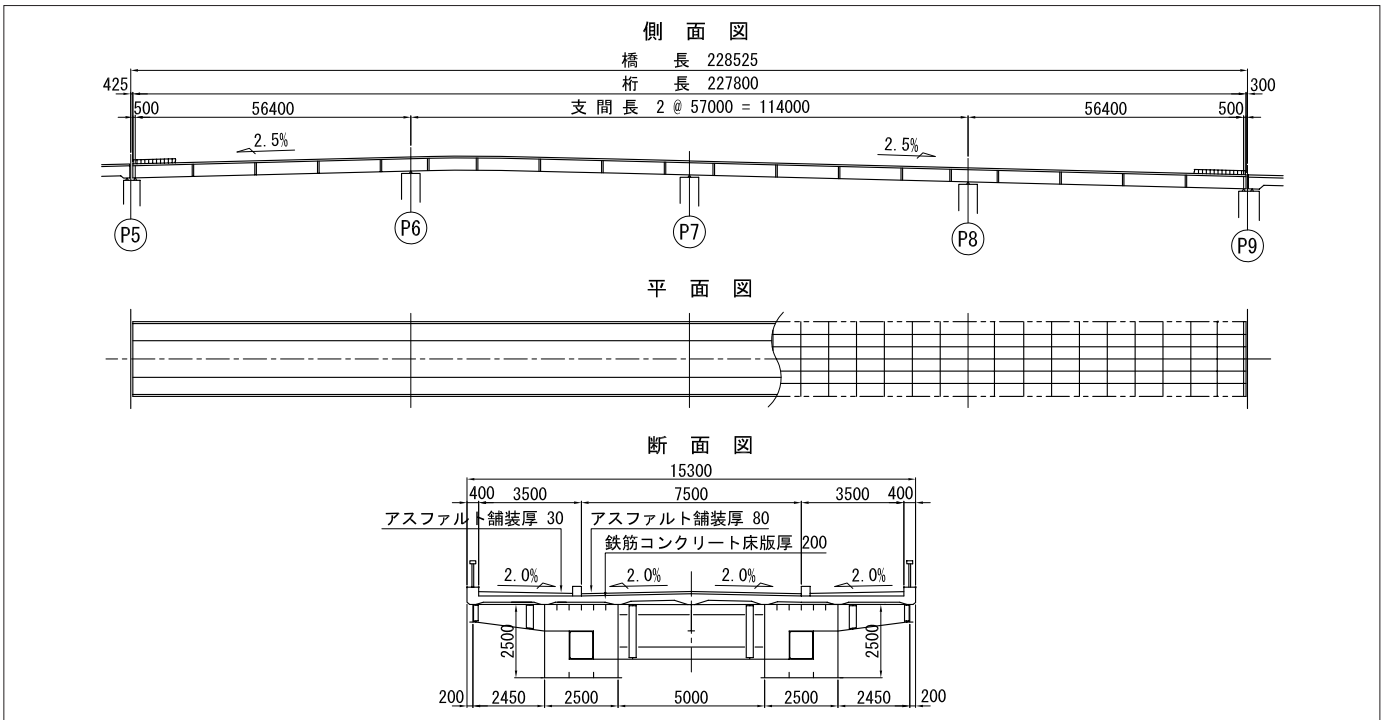 側面図
橋長 228525
425 桁長 227800 300
500 56400 支間長 2 @ 57000 = 114000 56400 500
2.5% 2.5%
P5 P6 P7 P8 P9
平面図
断面図
15300
400 3500 7500 3500 400
アスファルト舗装厚 30 アスファルト舗装厚 80
鉄筋コンクリート床版厚 200
2.0% 2.0% 2.0% 2.0%
2500 2500
200 2450 2500 5000 2500 2450 200